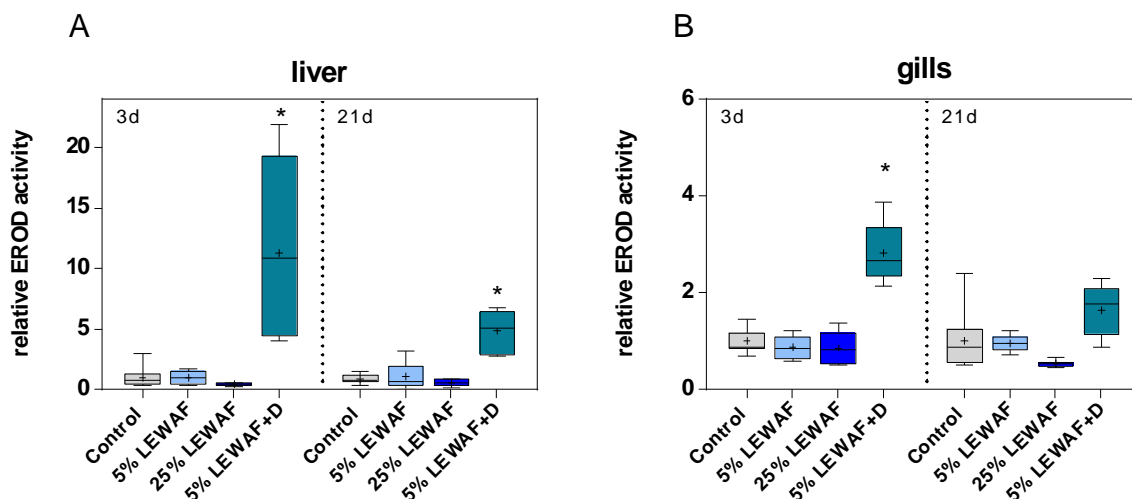 A
liver
relative EROD activity
20
15
10
5
0
3d
*
21d
*
Control
5% LEWAF
25% LEWAF
5% LEWAF+D
Control
5% LEWAF
25% LEWAF
5% LEWAF+D
B
gills
relative EROD activity
6
4
2
0
3d
*
21d
Control
5% LEWAF
25% LEWAF
5% LEWAF+D
Control
5% LEWAF
25% LEWAF
5% LEWAF+D